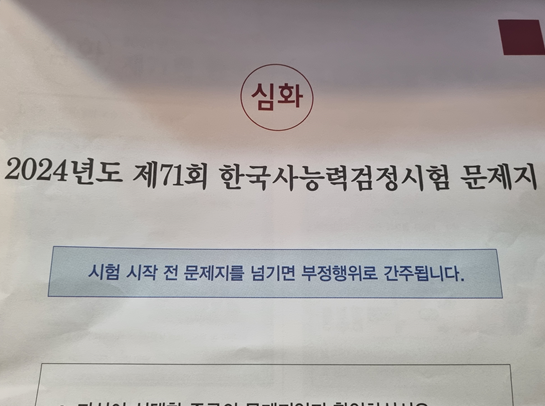 심화
2024년도 제71회 한국사능력검정시험 문제지
시험 시작 전 문제지를 넘기면 부정행위로 간주됩니다.